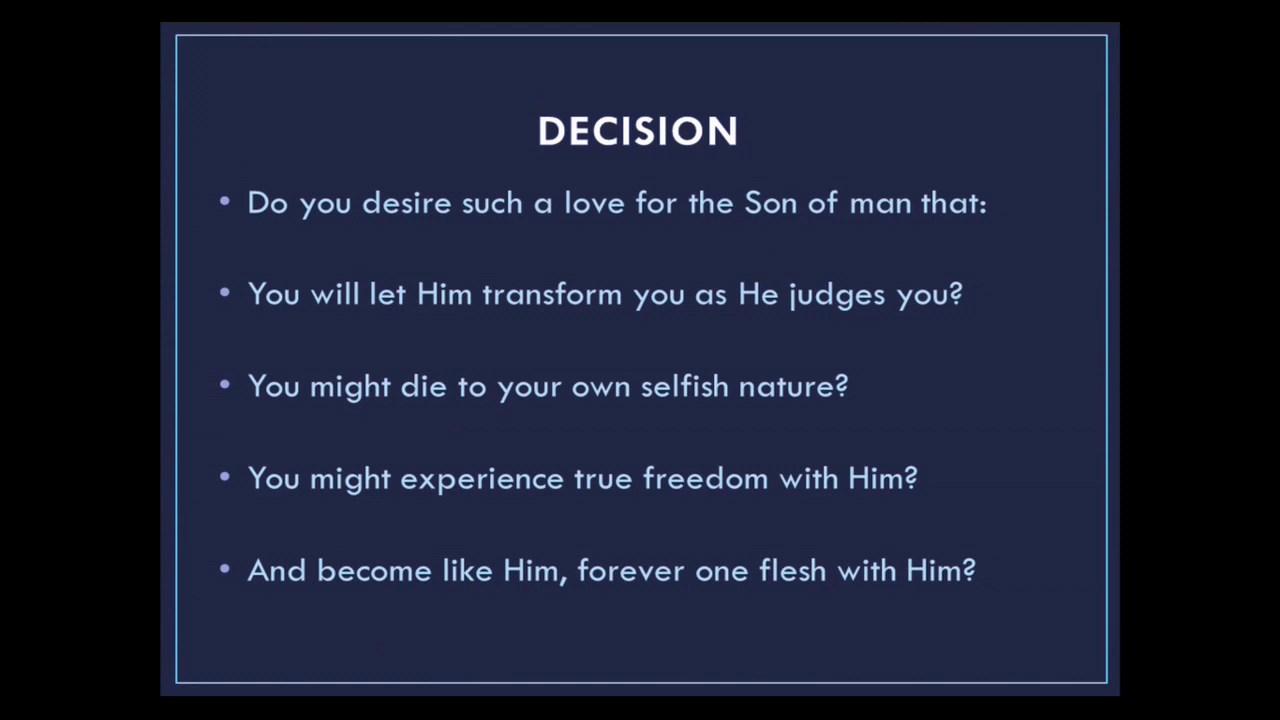 DECISION
• Do you desire such a love for the Son of man that:
• You will let Him transform you as He judges you?
• You might die to your own selfish nature?
• You might experience true freedom with Him?
• And become like Him, forever one flesh with Him?